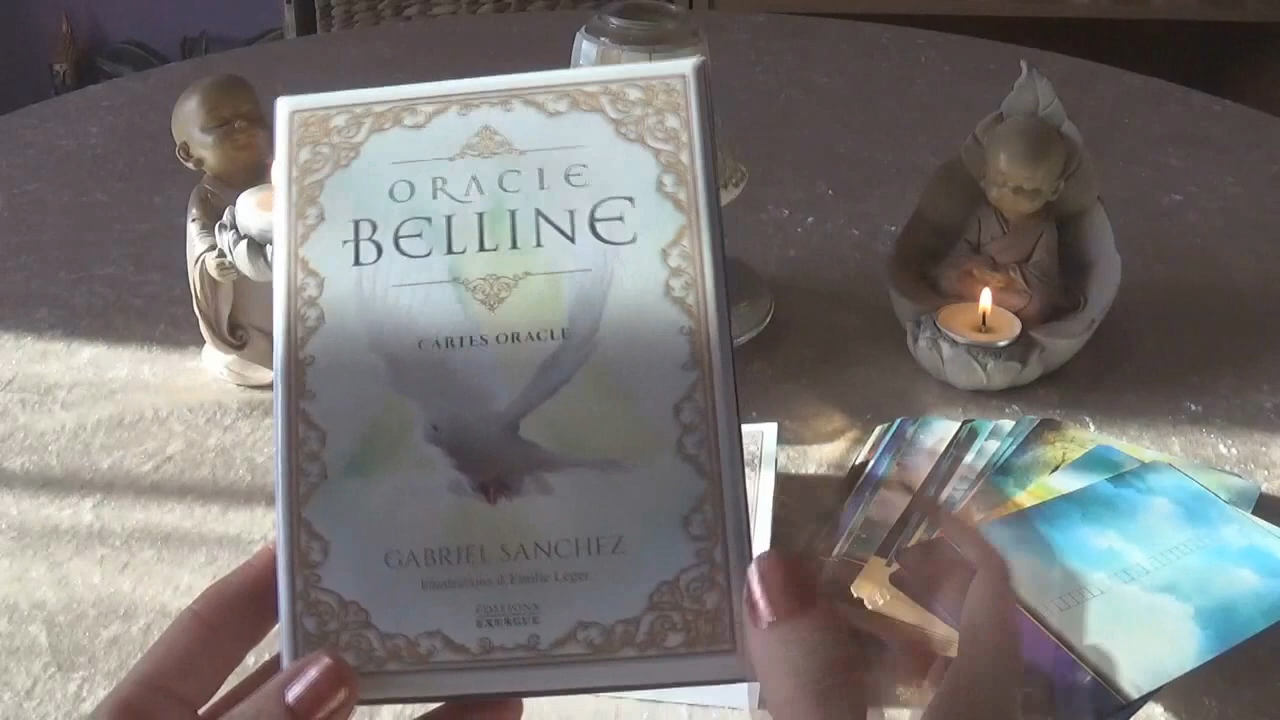 ORACLE
BELLINE
CARTES ORACLE
GABRIEL SANCHEZ
Illustrations d'Émilie Leger
ÉDITIONS
EXERGUE